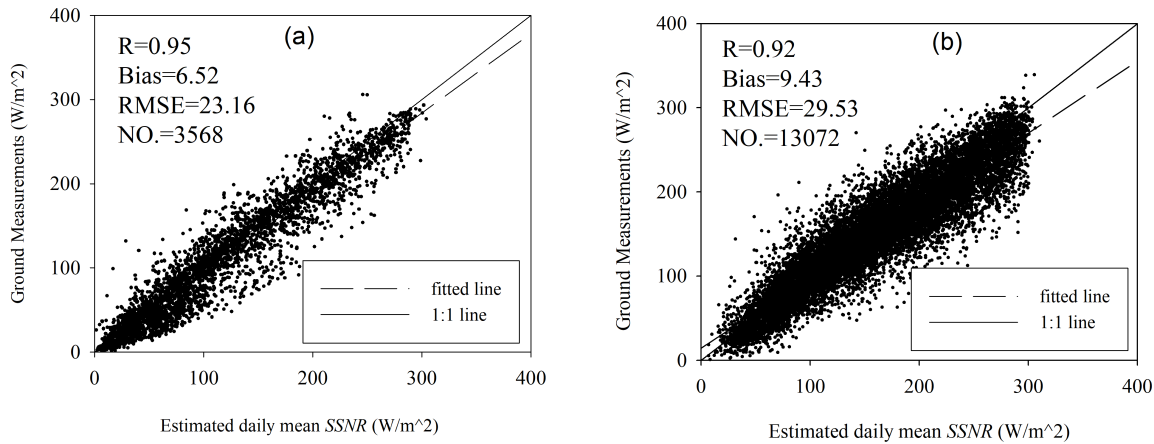 (a)
R=0.95
Bias=6.52
RMSE=23.16
NO.=3568
400
300
200
100
0
0 100 200 300 400
Ground Measurements (W/m^2)
Estimated daily mean SSNR (W/m^2)
fitted line
1:1 line
(b)
R=0.92
Bias=9.43
RMSE=29.53
NO.=13072
400
300
200
100
0
0 100 200 300 400
Ground Measurements (W/m^2)
Estimated daily mean SSNR (W/m^2)
fitted line
1:1 line